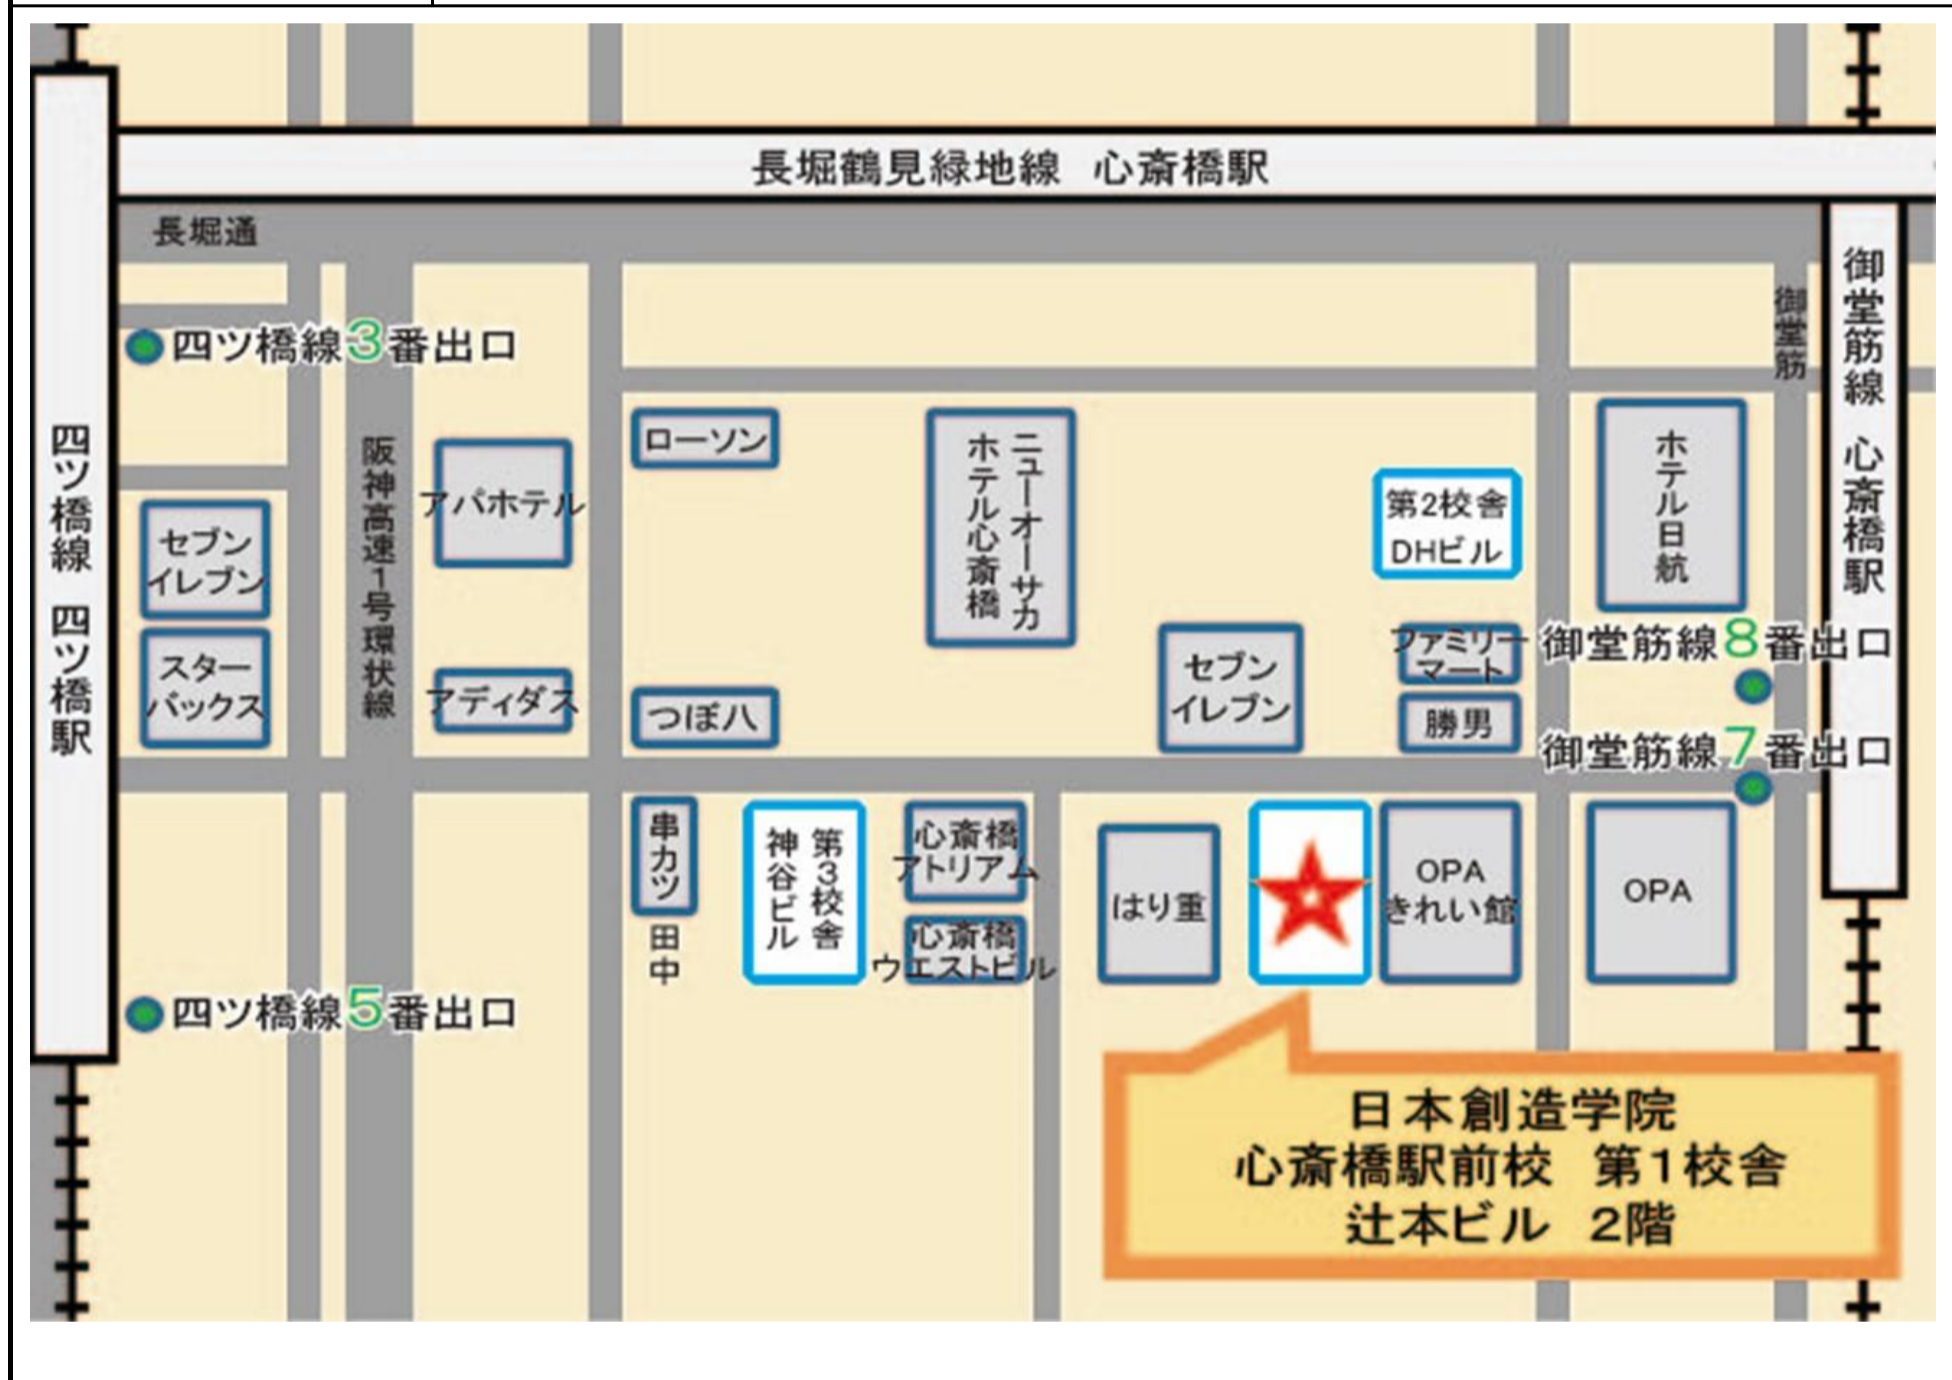 長堀鶴見緑地線　心斎橋駅
長堀通
四ツ橋線3番出口
御堂筋
御堂筋線　心斎橋駅
四ツ橋線　四ツ橋駅
阪神高速1号環状線
アパホテル
ローソン
ニューオーサカ
ホテル心斎橋
第2校舎
DHビル
ホテル日航
セブン
イレブン
スター
バックス
アディダス
つぼ八
セブン
イレブン
ファミリー
マート
勝男
御堂筋線8番出口
御堂筋線7番出口
串カツ
田中
第3校舎
神谷ビル
心斎橋
アトリアム
心斎橋
ウエストビル
はり重
OPA
きれい館
OPA
四ツ橋線5番出口
日本創造学院
心斎橋駅前校　第1校舎
辻本ビル　2階